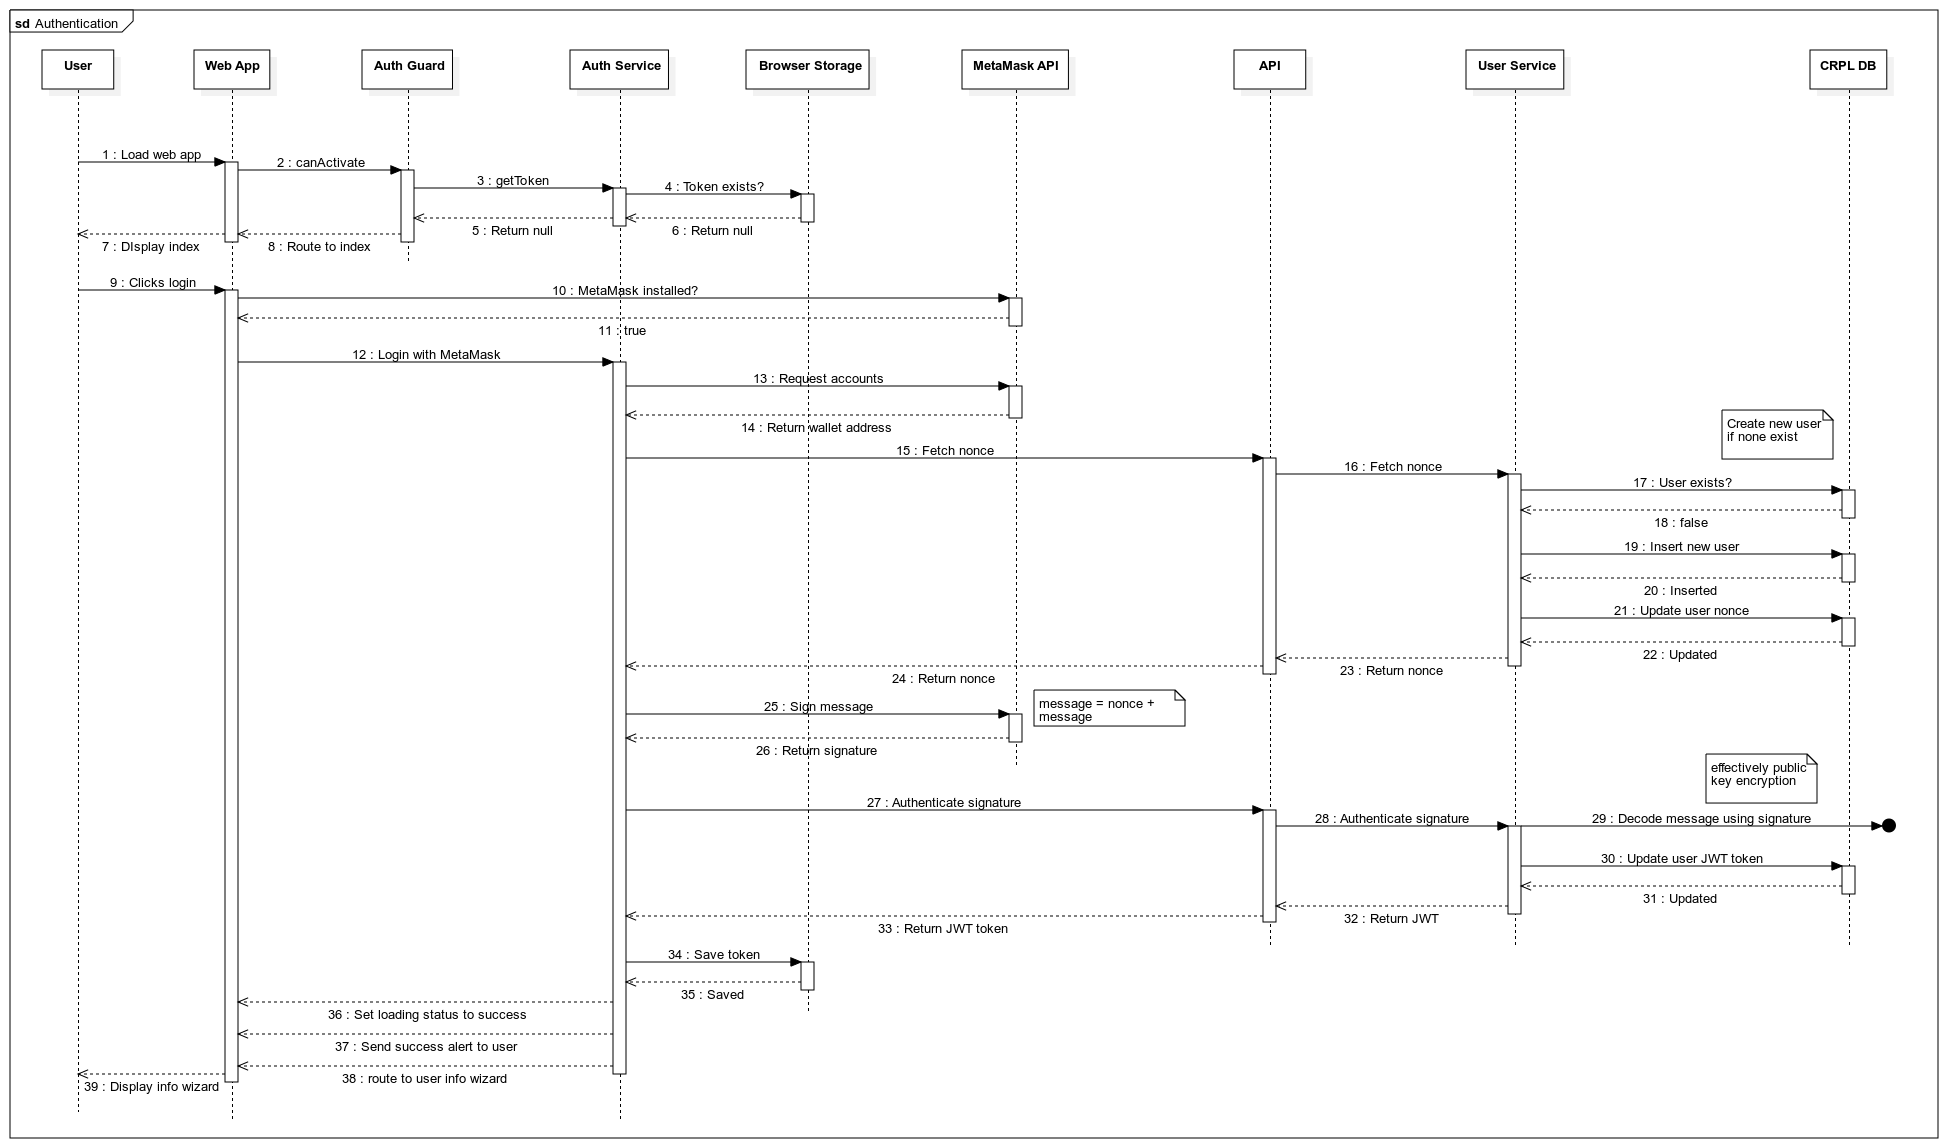 sd Authentication
User
Web App
Auth Guard
Auth Service
Browser Storage
MetaMask API
API
User Service
CRPL DB
1 : Load web app
2 : canActivate
3 : getToken
4 : Token exists?
5 : Return null
6 : Return null
7 : DIsplay index
8 : Route to index
9 : Clicks login
10 : MetaMask installed?
11 : true
12 : Login with MetaMask
13 : Request accounts
14 : Return wallet address
Create new user
if none exist
15 : Fetch nonce
16 : Fetch nonce
17 : User exists?
18 : false
19 : Insert new user
20 : Inserted
21 : Update user nonce
22 : Updated
23 : Return nonce
24 : Return nonce
25 : Sign message
message = nonce +
message
26 : Return signature
effectively public
key encryption
27 : Authenticate signature
28 : Authenticate signature
29 : Decode message using signature
30 : Update user JWT token
31 : Updated
32 : Return JWT
33 : Return JWT token
34 : Save token
35 : Saved
36 : Set loading status to success
37 : Send success alert to user
38 : route to user info wizard
39 : Display info wizard